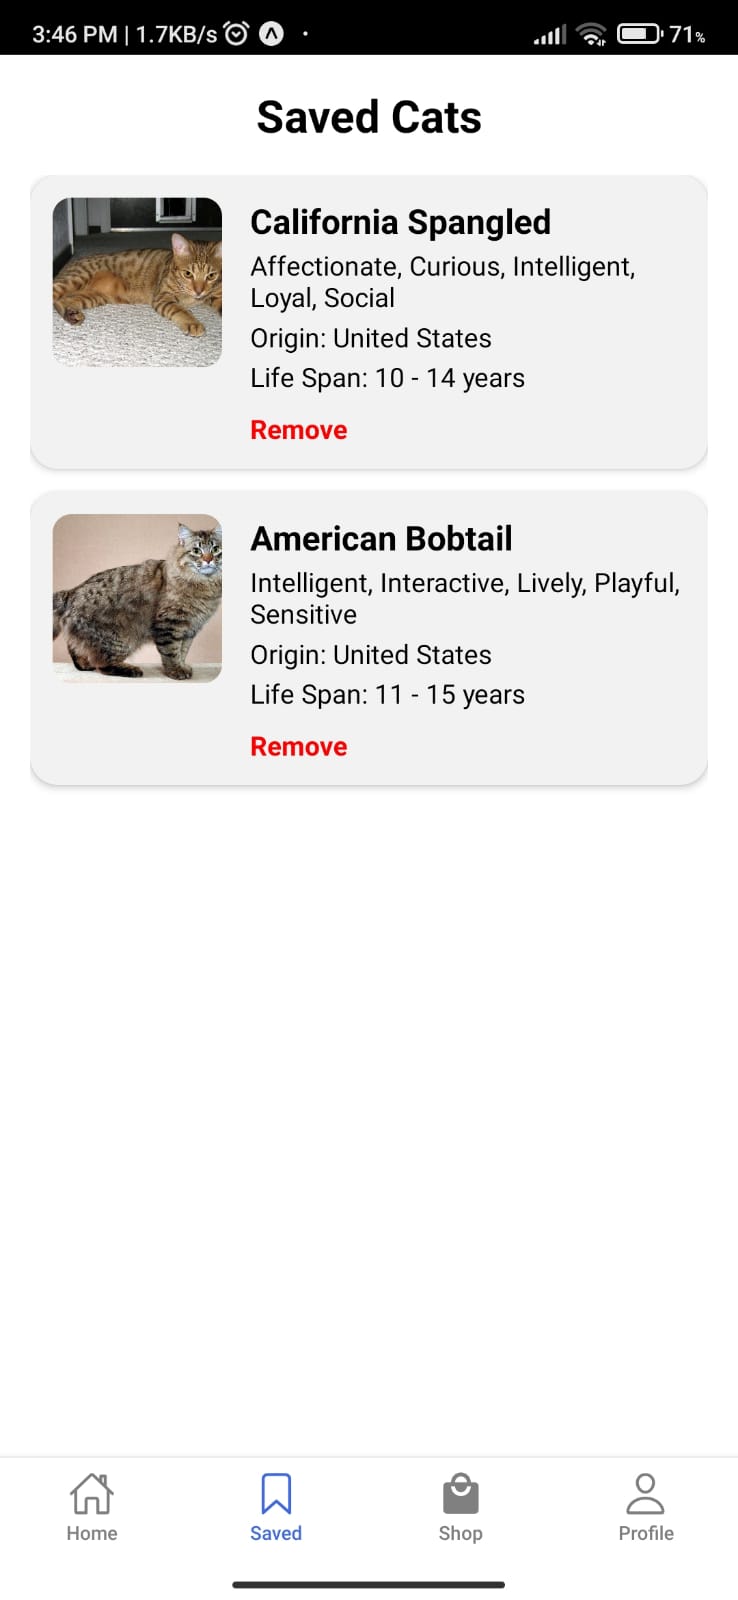 3:46 PM | 1.7KB/s
71%
Saved Cats
California Spangled
Affectionate, Curious, Intelligent,
Loyal, Social
Origin: United States
Life Span: 10 - 14 years
Remove
American Bobtail
Intelligent, Interactive, Lively, Playful,
Sensitive
Origin: United States
Life Span: 11 - 15 years
Remove
Home
Saved
Shop
Profile